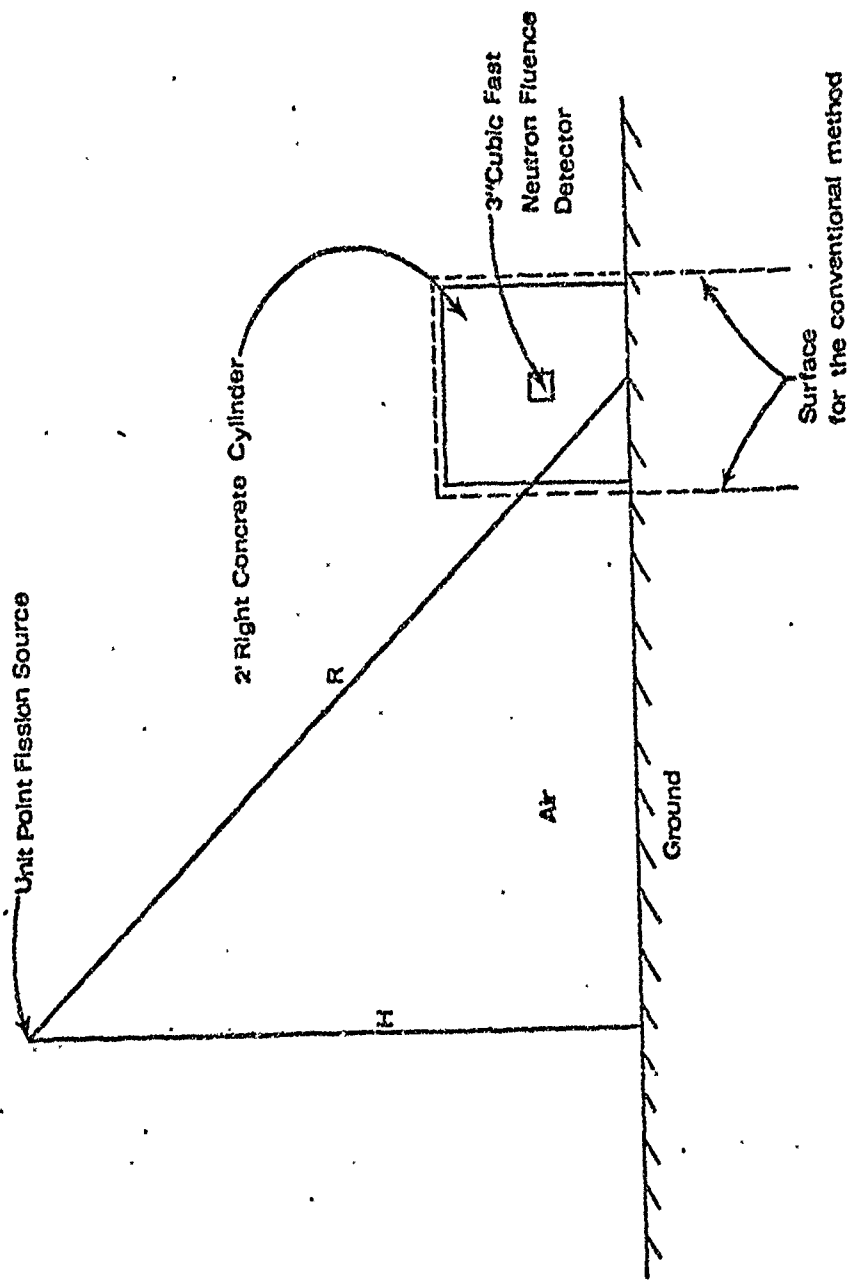 Unit Point Fission Source
2' Right Concrete Cylinder
3" Cubic Fast
Neutron Fluence
Detector
R
H
Air
Ground
Surface
for the conventional method